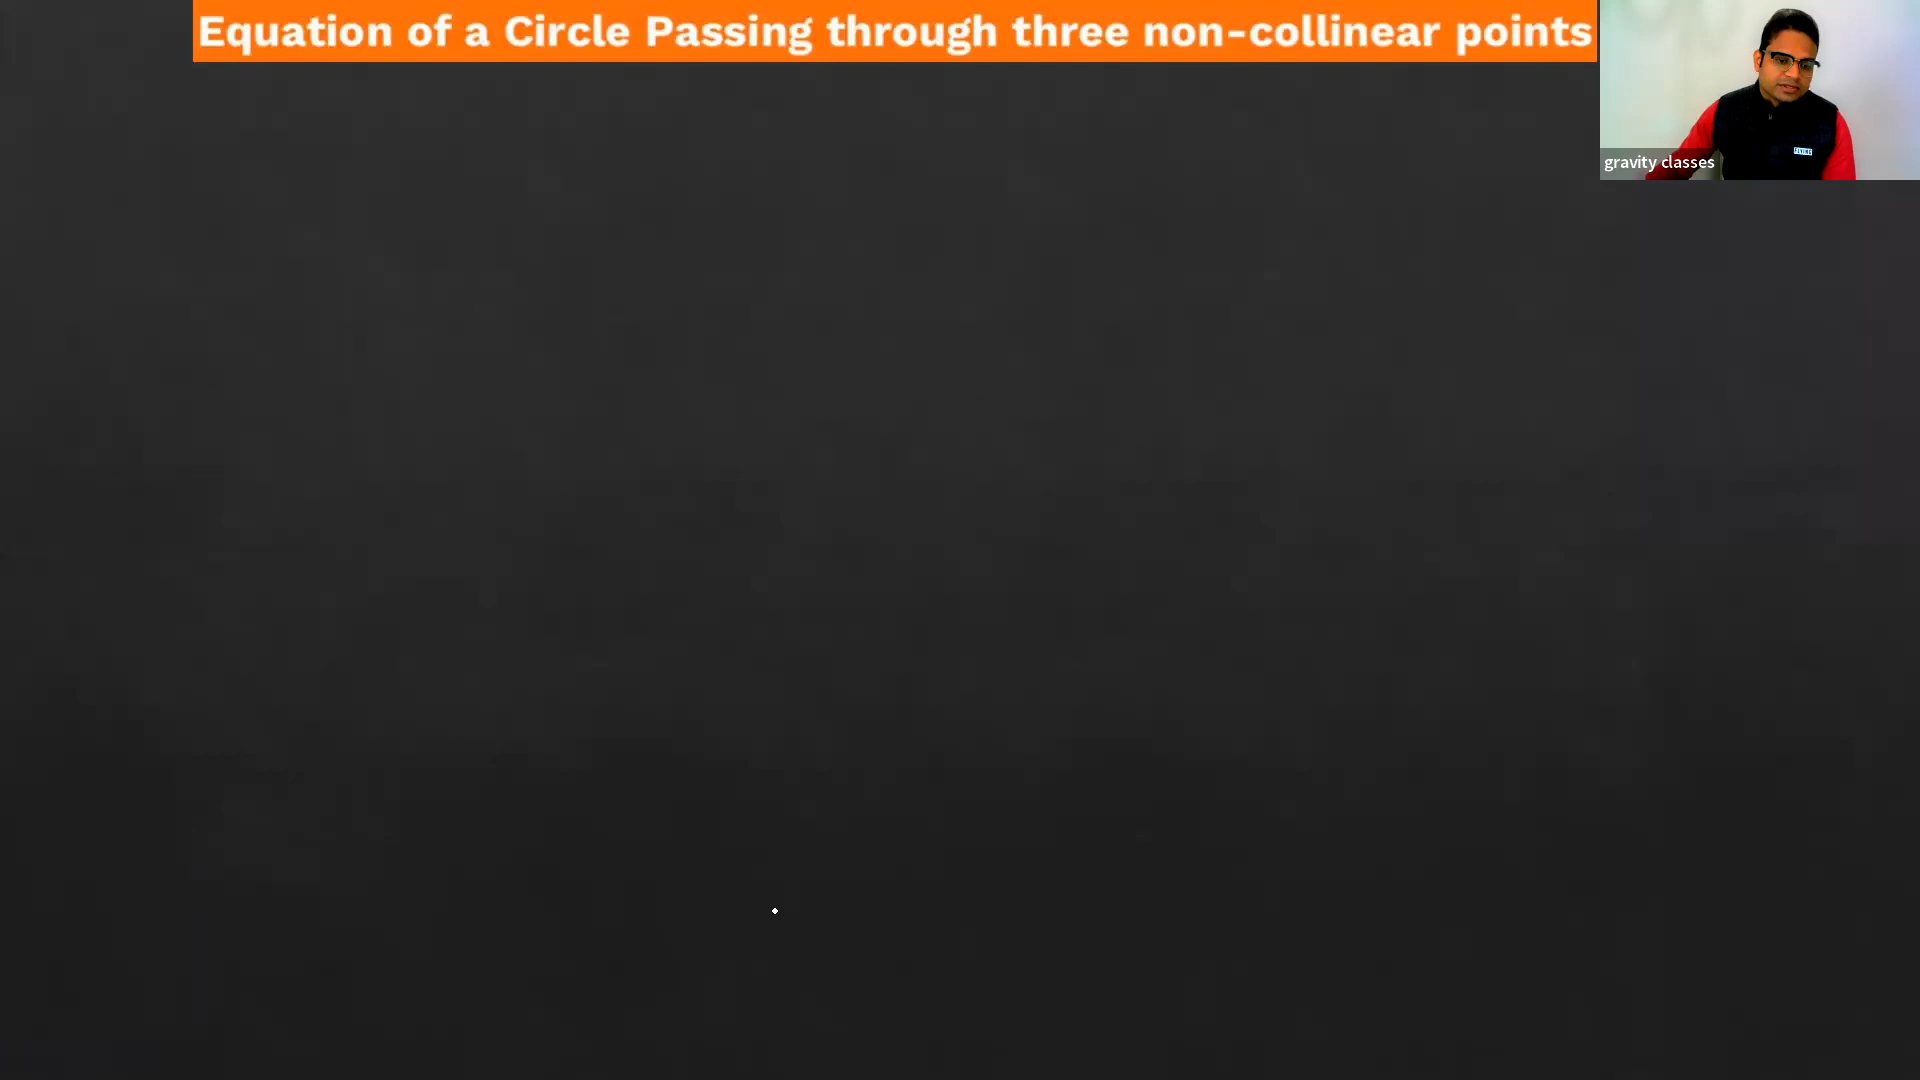 Equation of a Circle Passing through three non-collinear points
gravity classes